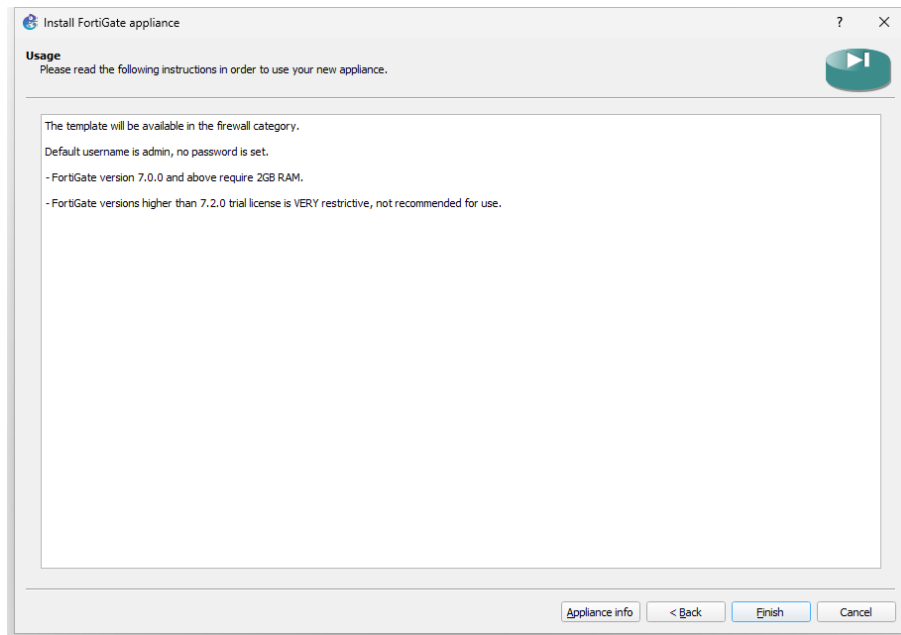 Install FortiGate appliance
Usage
Please read the following instructions in order to use your new appliance.
The template will be available in the firewall category.
Default username is admin, no password is set.
- FortiGate version 7.0.0 and above require 2GB RAM.
- FortiGate versions higher than 7.2.0 trial license is VERY restrictive, not recommended for use.
Appliance info < Back Finish Cancel